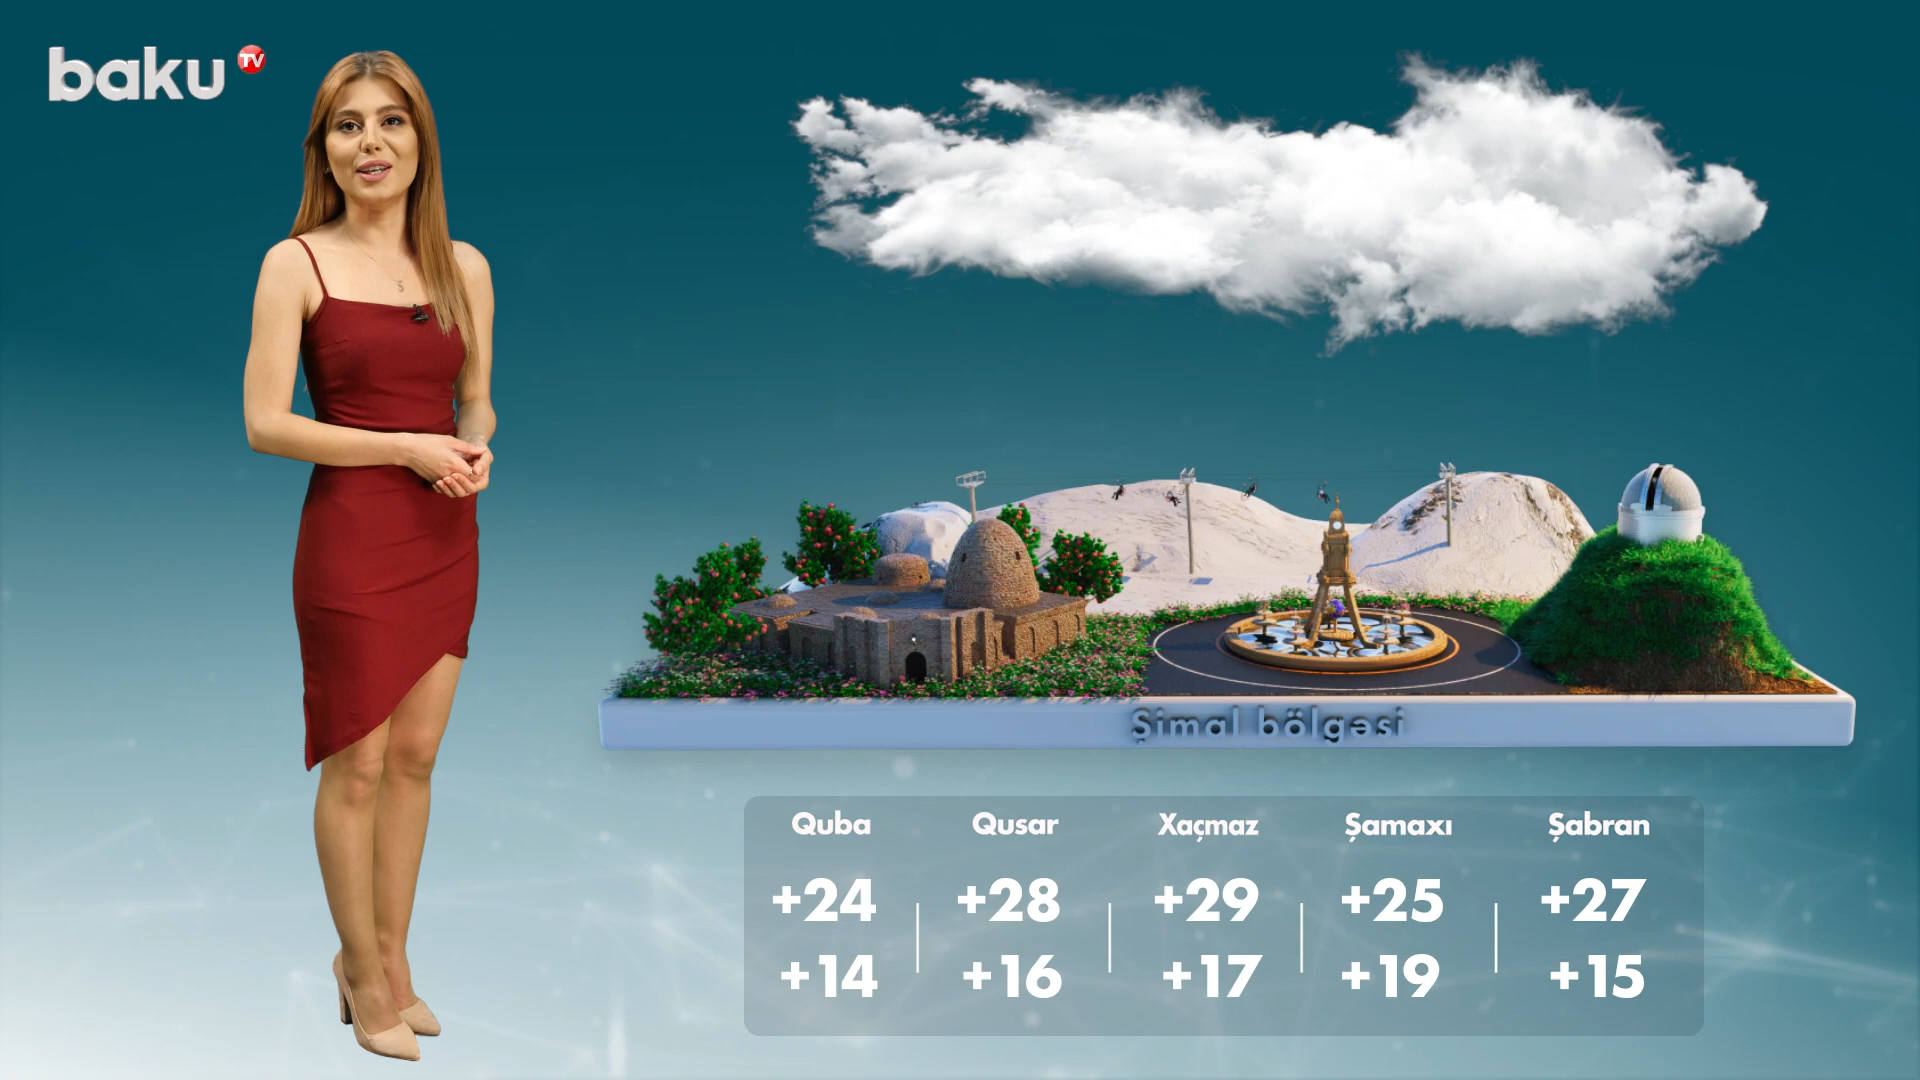 baku TV
Şimal bölgəsi
Quba Qusar Xaçmaz Şamaxı Şabran
+24 +28 +29 +25 +27
+14 +16 +17 +19 +15